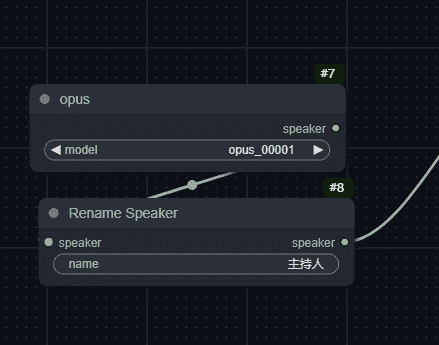 #7
opus
speaker
model opus_00001
#8
Rename Speaker
speaker speaker
name 主持人